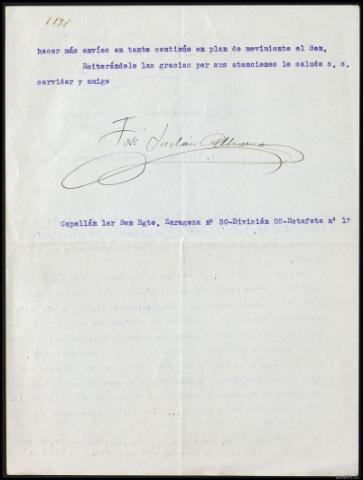 hacer más envíos en tanto continúe en plan de movimiento el Bon.
Reiterándole las gracias por sus atenciones le saluda s. s.
servidor y amigo
José Julián
Capellán 1er Bon Rgto. Zaragoza nº 30-División 82-Estafeta nº 17